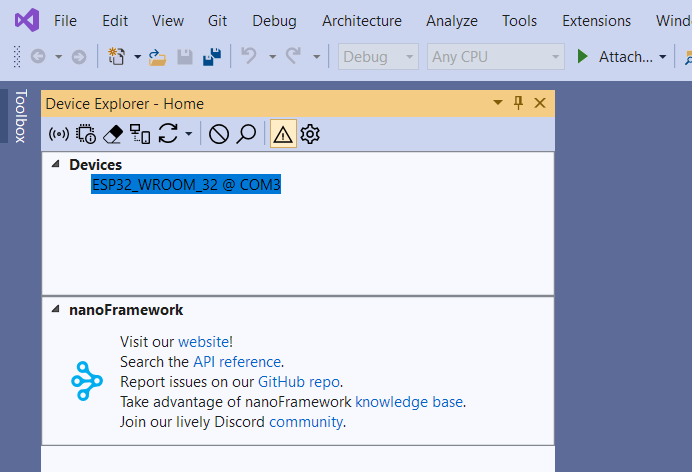 File Edit View Git Debug Architecture Analyze Tools Extensions Wind
Debug Any CPU Attach...
Toolbox
Device Explorer - Home
Devices
ESP32_WROOM_32 @ COM3
nanoFramework
Visit our website!
Search the API reference.
Report issues on our GitHub repo.
Take advantage of nanoFramework knowledge base.
Join our lively Discord community.